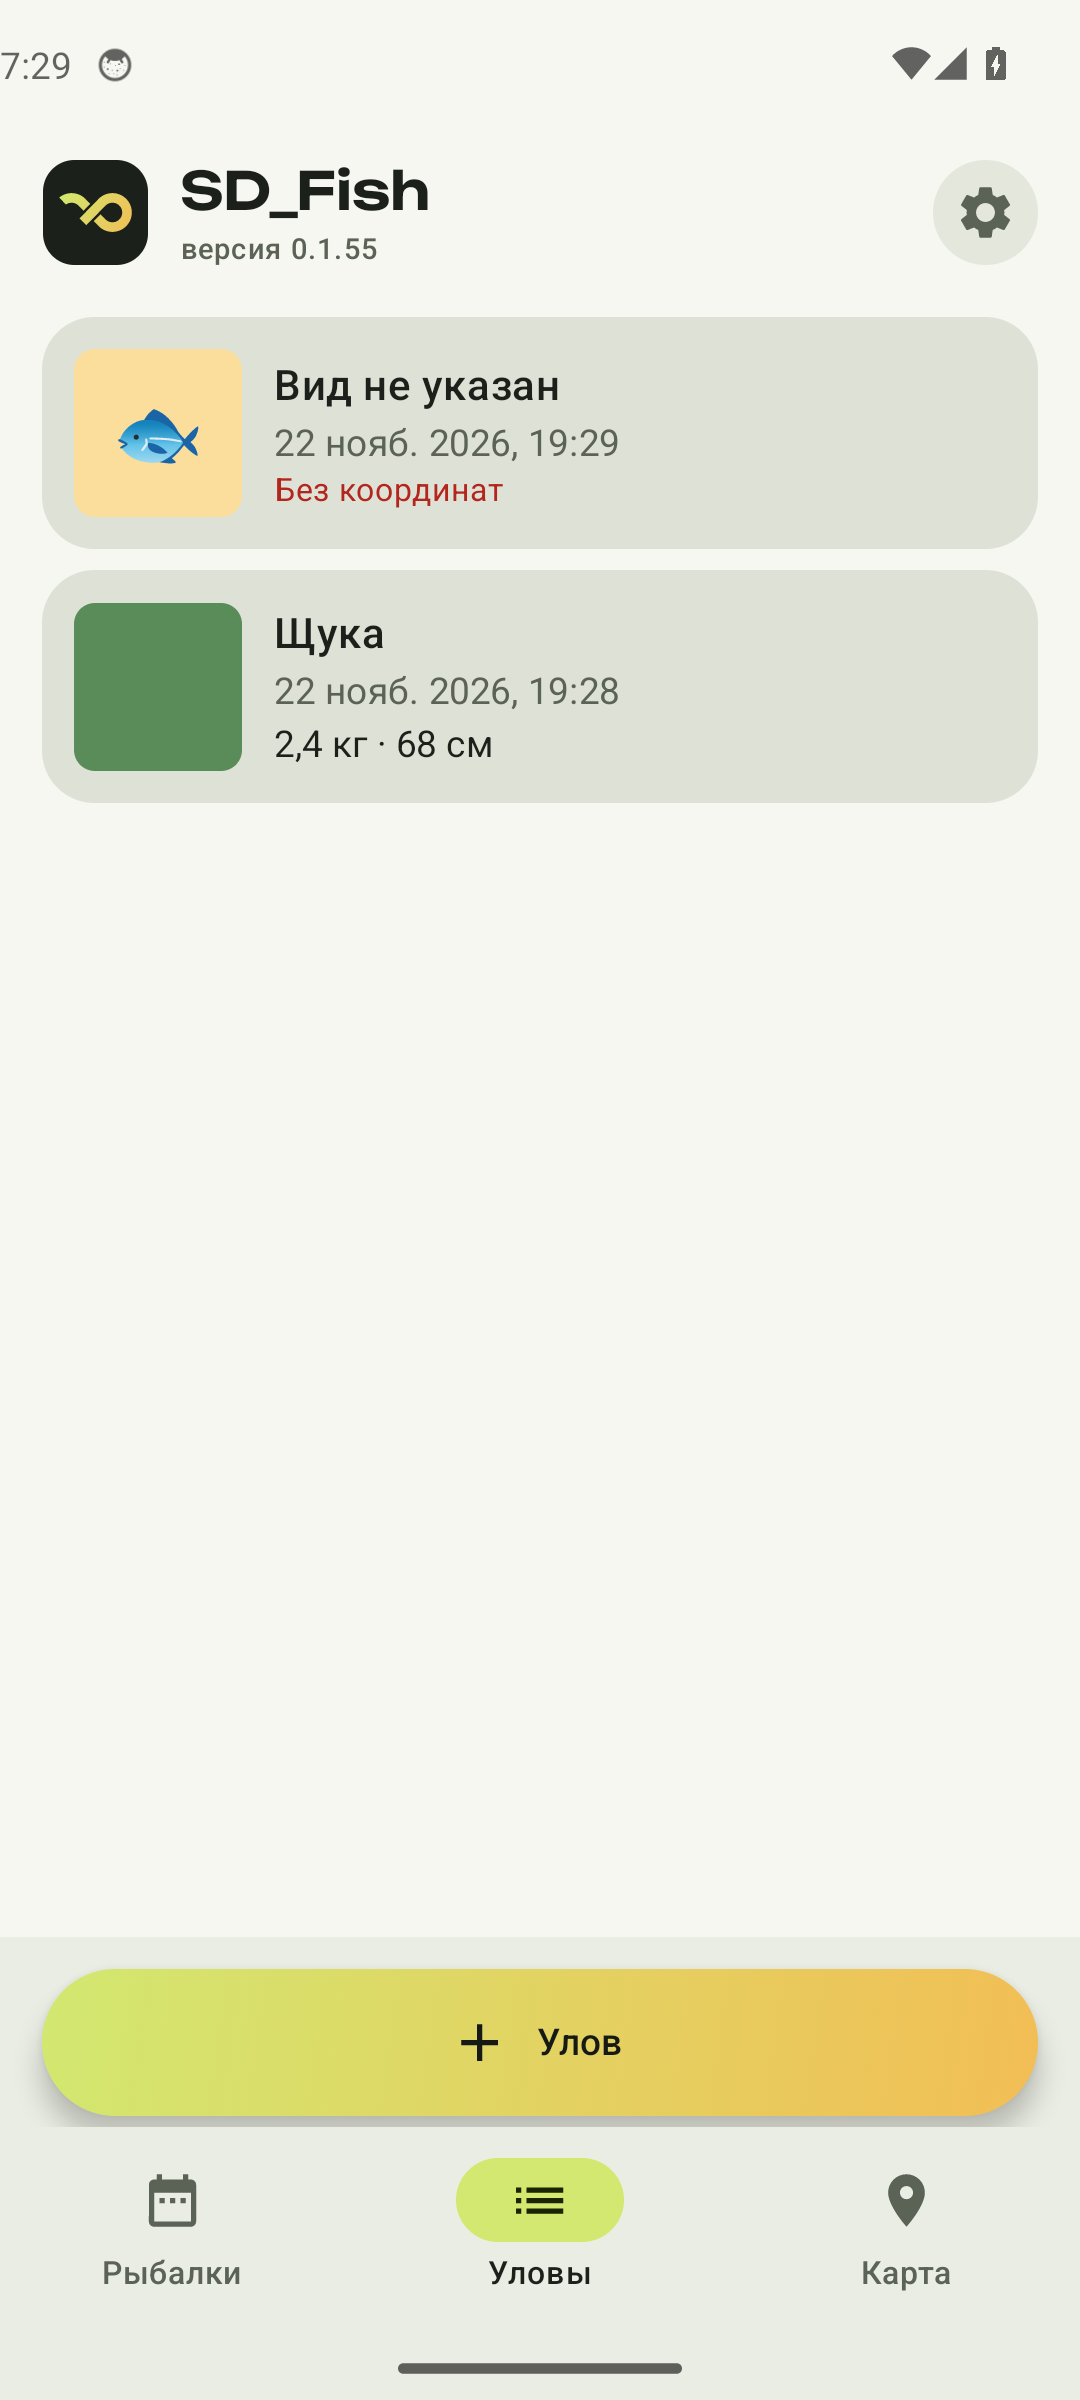 7:29
SD_Fish
версия 0.1.55
Вид не указан
22 нояб. 2026, 19:29
Без координат
Щука
22 нояб. 2026, 19:28
2,4 кг · 68 см
+ Улов
Рыбалки
Уловы
Карта